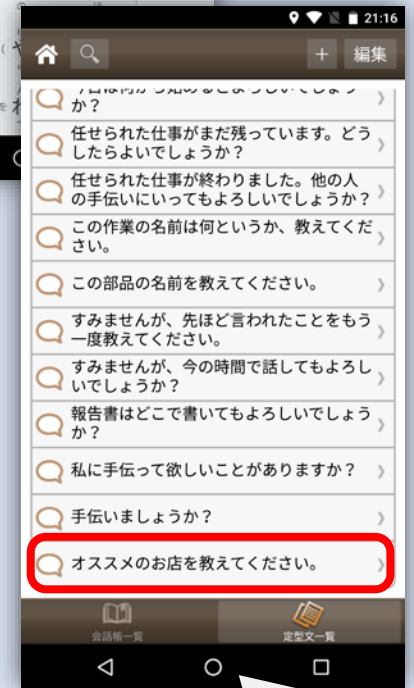 21:16
+ 編集
か?
任せられた仕事がまだ残っています。どう
したらよいでしょうか?
任せられた仕事が終わりました。他の人
の手伝いにいってもよろしいでしょうか?
この作業の名前は何というか、教えてくだ
さい。
この部品の名前を教えてください。
すみませんが、先ほど言われたことをもう
一度教えてください。
すみませんが、今の時間で話してもよろし
いでしょうか?
報告書はどこで書いてもよろしいでしょう
か?
私に手伝って欲しいことがありますか?
手伝いましょうか?
オススメのお店を教えてください。
会話帳一覧
定型文一覧